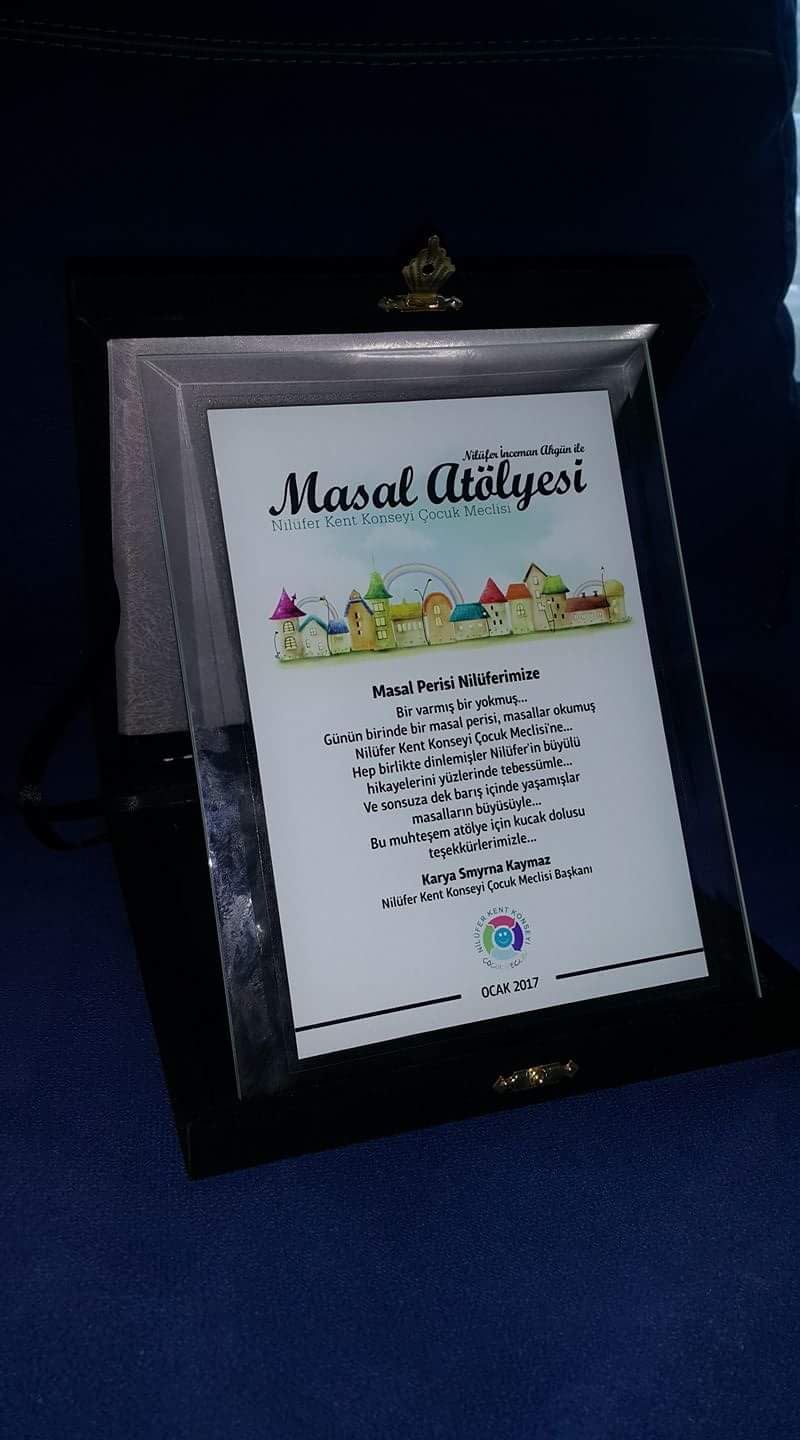 Nilüfer İnceman Akgün ile
Masal Atölyesi
Nilüfer Kent Konseyi Çocuk Meclisi
Masal Perisi Nilüferimize
Bir varmış bir yokmuş...
Günün birinde bir masal perisi, masallar okumuş
Nilüfer Kent Konseyi Çocuk Meclisi'ne...
Hep birlikte dinlemişler Nilüfer'in büyülü
hikayelerini yüzlerinde tebessümle...
Ve sonsuza dek barış içinde yaşamışlar
masalların büyüsüyle...
Bu muhteşem atölye için kucak dolusu
teşekkürlerimizle...
Karya Smyrna Kaymaz
Nilüfer Kent Konseyi Çocuk Meclisi Başkanı
NİLÜFER KENT KONSEYİ
ÇOCUK MECLİSİ
OCAK 2017